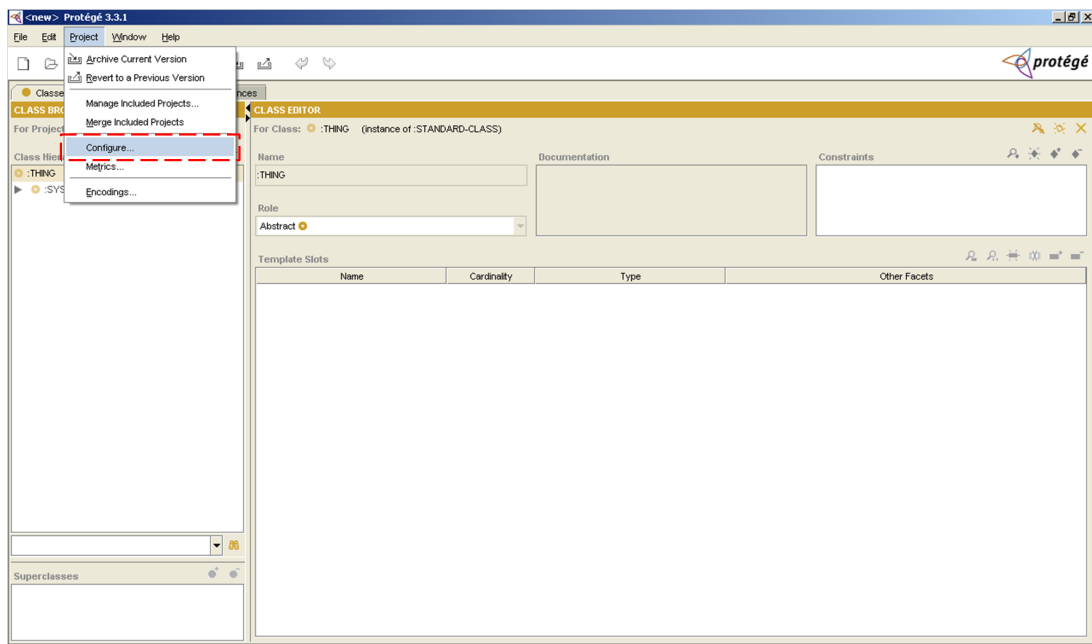 <new> Protégé 3.3.1
File Edit Project Window Help
Archive Current Version
Revert to a Previous Version
protégé
Classe
nces
Manage Included Projects...
CLASS BRO
CLASS EDITOR
Merge Included Projects
For Project
For Class: :THING (instance of :STANDARD-CLASS)
Configure...
Class Hier
Name Documentation Constraints
Metrics...
:THING
:THING
:SYS
Encodings...
Role
Abstract
Template Slots
Name Cardinality Type Other Facets
Superclasses